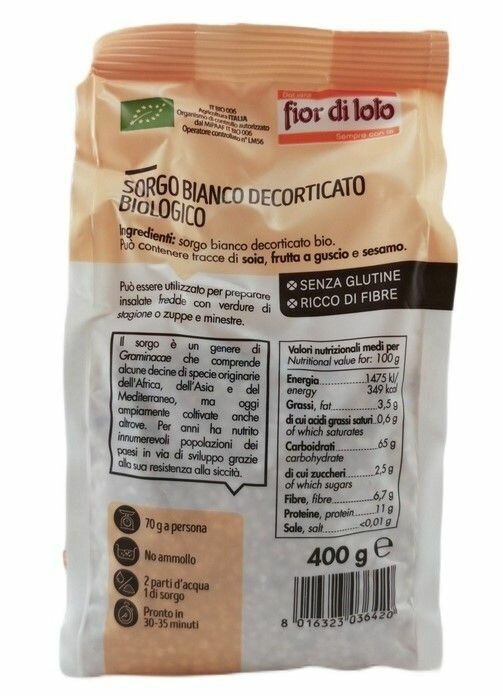 IT BIO 006
Agricoltura ITALIA
Organismo di controllo autorizzato
dal MiPAAF IT BIO 006
Operatore controllato n° LM56
Dal 1972
fior di loto
Sempre con te
SORGO BIANCO DECORTICATO
BIOLOGICO
Ingredienti: sorgo bianco decorticato bio.
Può contenere tracce di soia, frutta a guscio e sesamo.
SENZA GLUTINE
RICCO DI FIBRE
Può essere utilizzato per preparare
insalate fredde con verdure di
stagione o zuppe e minestre.
Il sorgo è un genere di
Graminacae che comprende
alcune decine di specie originarie
dell'Africa, dell'Asia e del
Mediterraneo, ma oggi
ampiamente coltivate anche
altrove. Per anni ha nutrito
innumerevoli popolazioni dei
paesi in via di sviluppo grazie
alla sua resistenza alla siccità.
Valori nutrizionali medi per
Nutritional value for: 100 g
Energia 1475 kJ/
energy 349 kcal
Grassi, fat 3,5 g
di cui acidi grassi saturi 0,6 g
of which saturates
Carboidrati 65 g
carbohydrate
di cui zuccheri 2,5 g
of which sugars
Fibre, fibre 6,7 g
Proteine, protein 11 g
Sale, salt <0,01 g
70 g a persona
No ammollo
2 parti d'acqua
1 di sorgo
Pronto in
30-35 minuti
400 g e
8 016323 036420